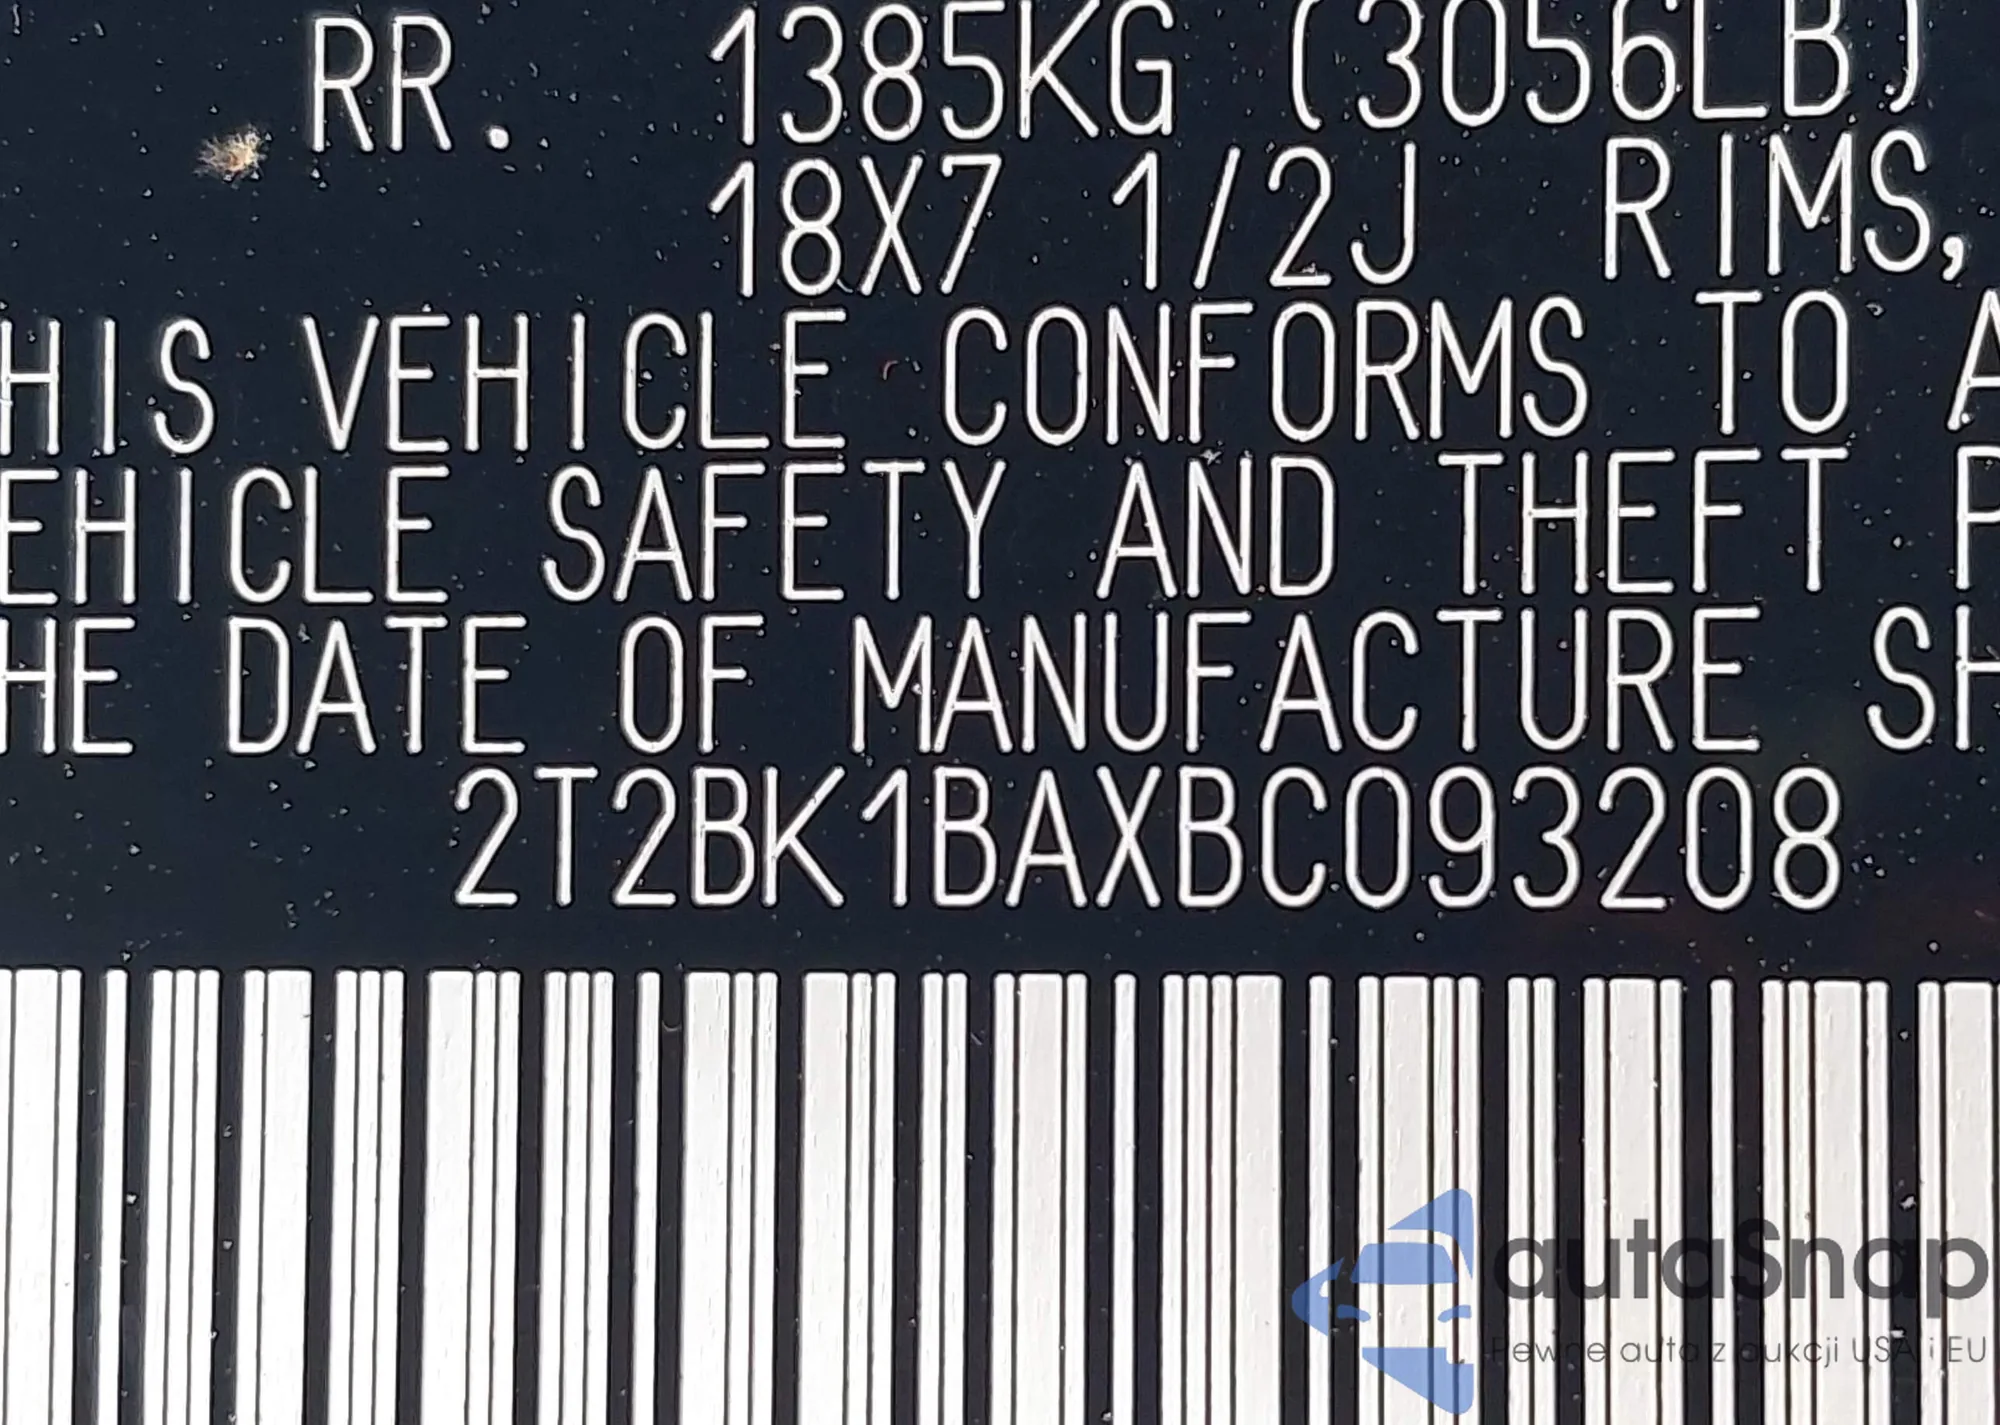 RR. 1385KG (3056LB)
18X7 1/2J RIMS,
HIS VEHICLE CONFORMS TO A
EHICLE SAFETY AND THEFT P
HE DATE OF MANUFACTURE SH
2T2BK1BAXBC093208
autaSnap
Pewne auta z aukcji USA i EU